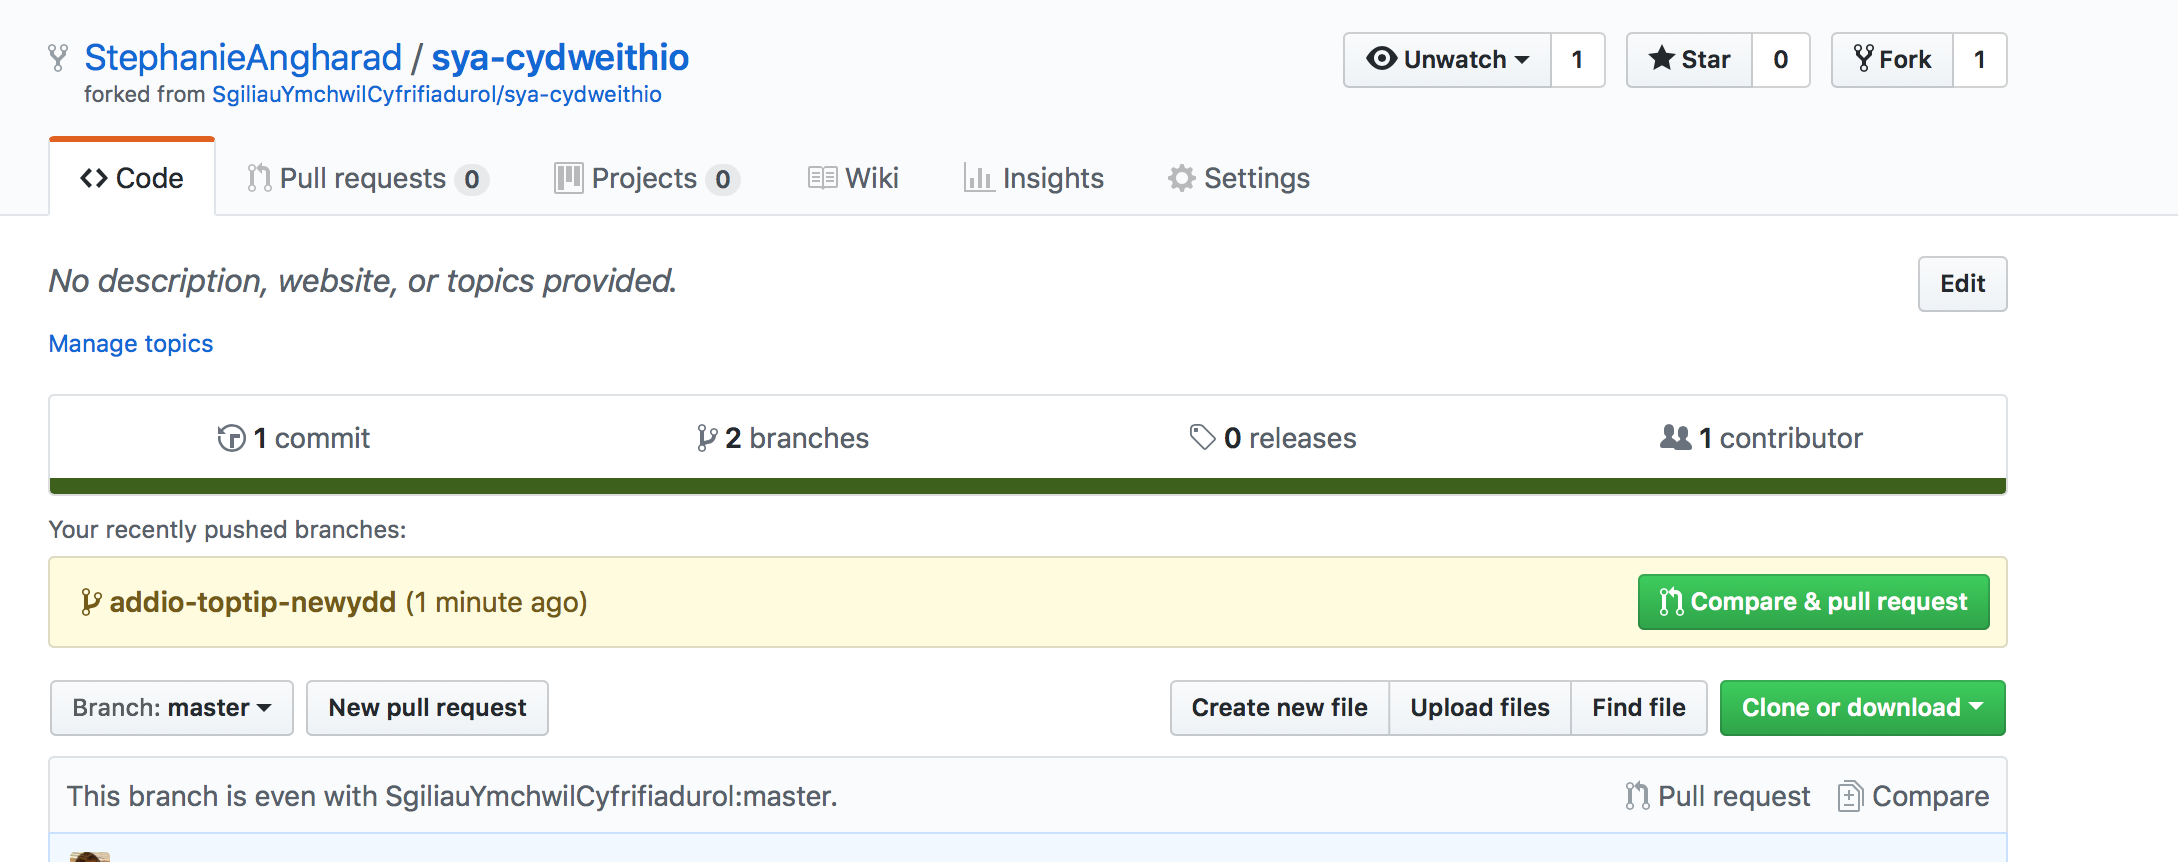 StephanieAngharad / sya-cydweithio
forked from SgiliauYmchwilCyfrifiadurol/sya-cydweithio
Unwatch 1 Star 0 Fork 1
Code Pull requests 0 Projects 0 Wiki Insights Settings
No description, website, or topics provided.
Edit
Manage topics
1 commit 2 branches 0 releases 1 contributor
Your recently pushed branches:
addio-toptip-newydd (1 minute ago) Compare & pull request
Branch: master New pull request Create new file Upload files Find file Clone or download
This branch is even with SgiliauYmchwilCyfrifiadurol:master. Pull request Compare